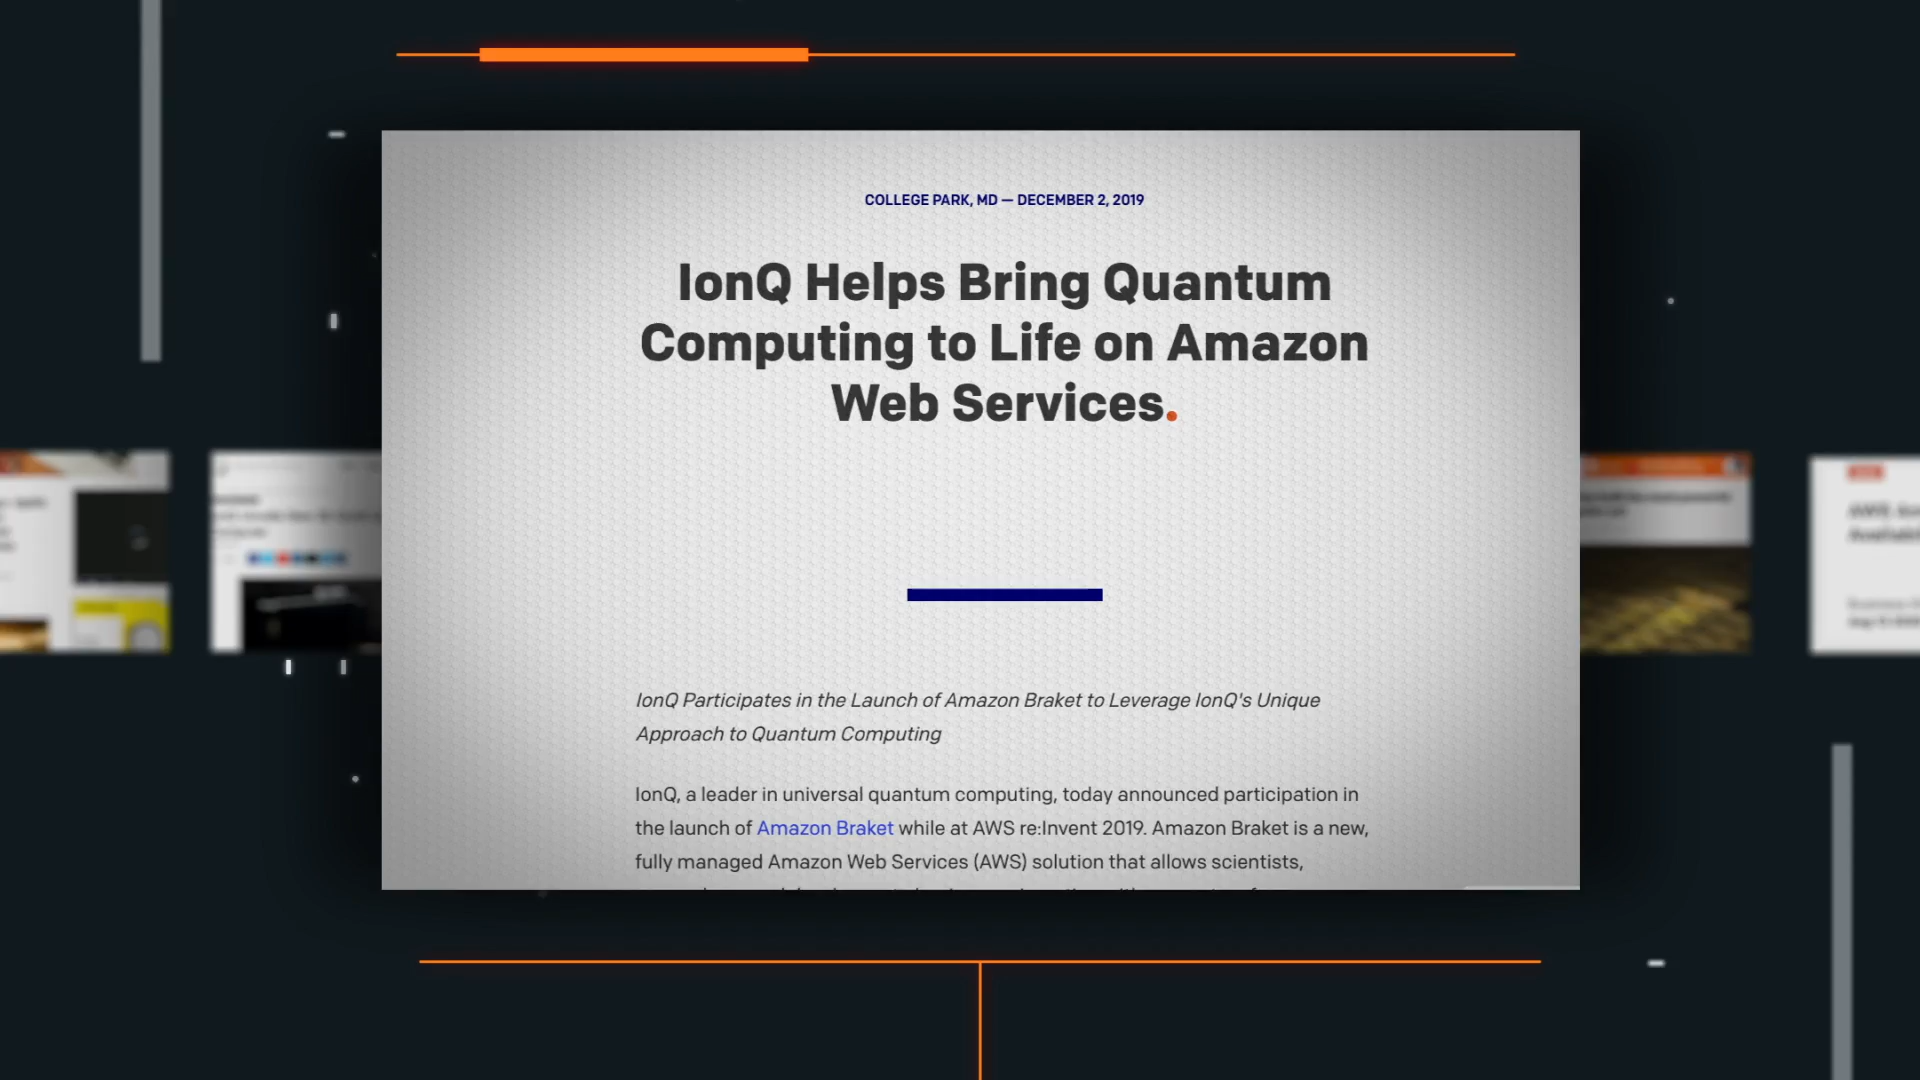 COLLEGE PARK, MD — DECEMBER 2, 2019
IonQ Helps Bring Quantum
Computing to Life on Amazon
Web Services.
IonQ Participates in the Launch of Amazon Braket to Leverage IonQ's Unique
Approach to Quantum Computing
IonQ, a leader in universal quantum computing, today announced participation in
the launch of Amazon Braket while at AWS re:Invent 2019. Amazon Braket is a new,
fully managed Amazon Web Services (AWS) solution that allows scientists,